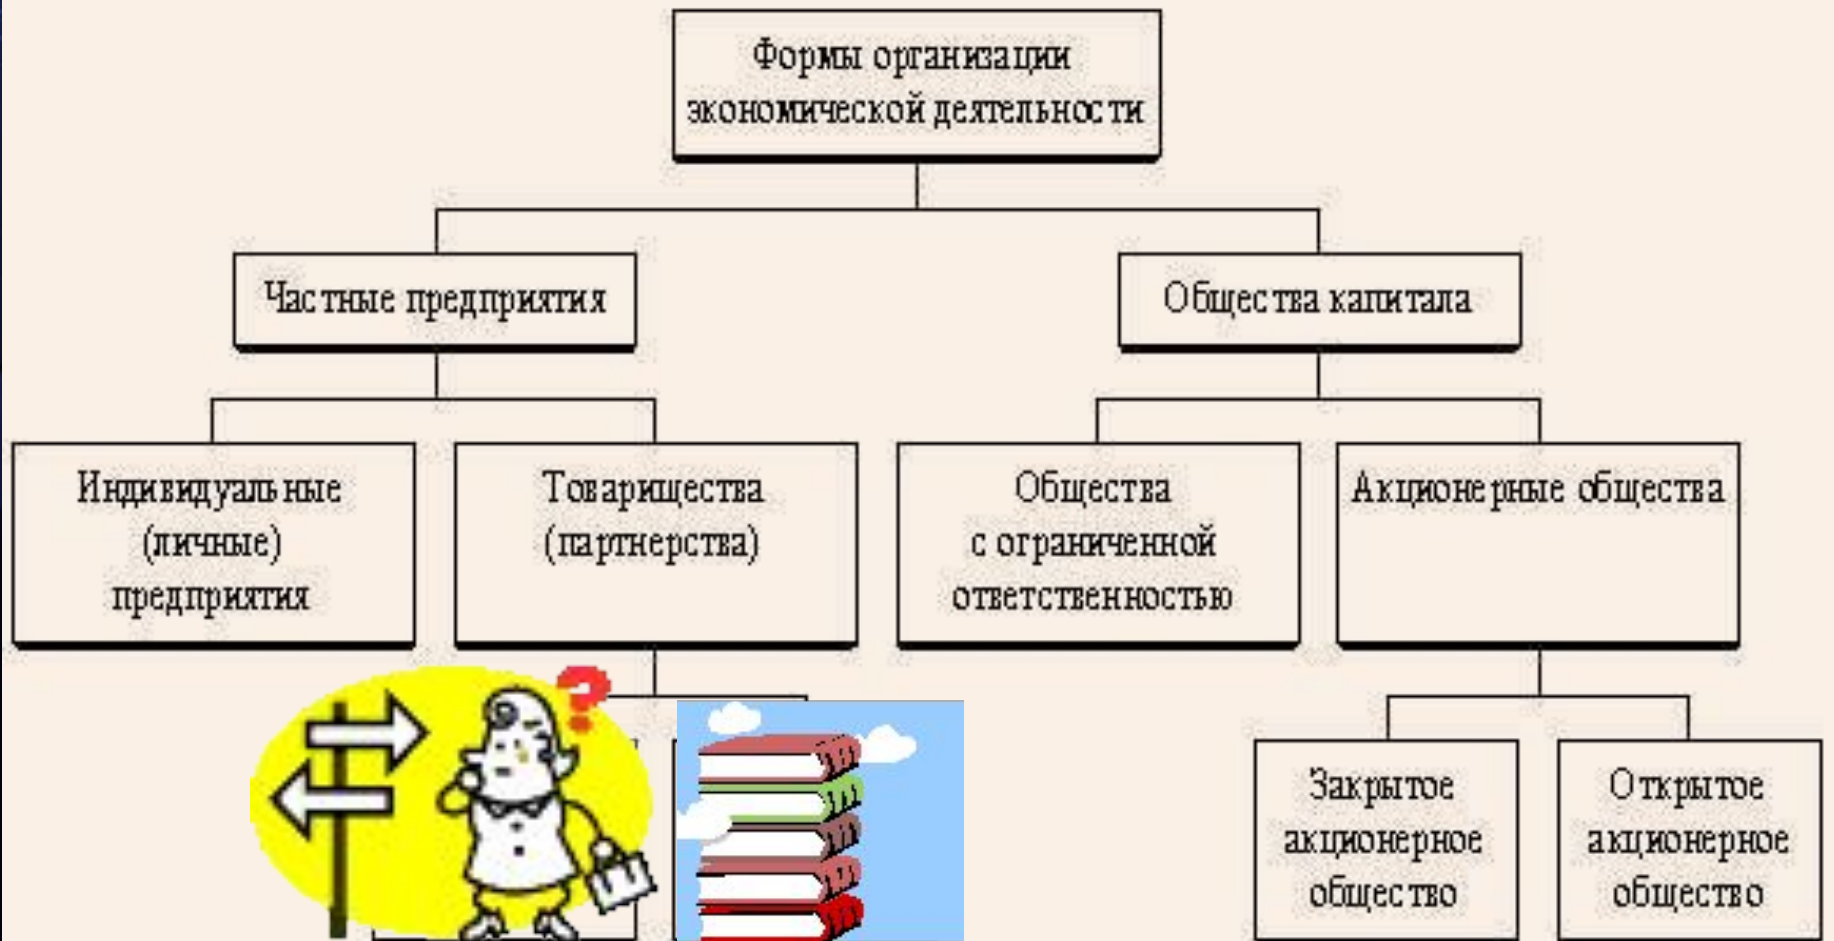 Формы организации
экономической деятельности
Частные предприятия
Общества капитала
Индивидуальные
(личные)
предприятия
Товарищества
(партнерства)
Общества
с ограниченной
ответственностью
Акционерные общества
?
Закрытое
акционерное
общество
Открытое
акционерное
общество